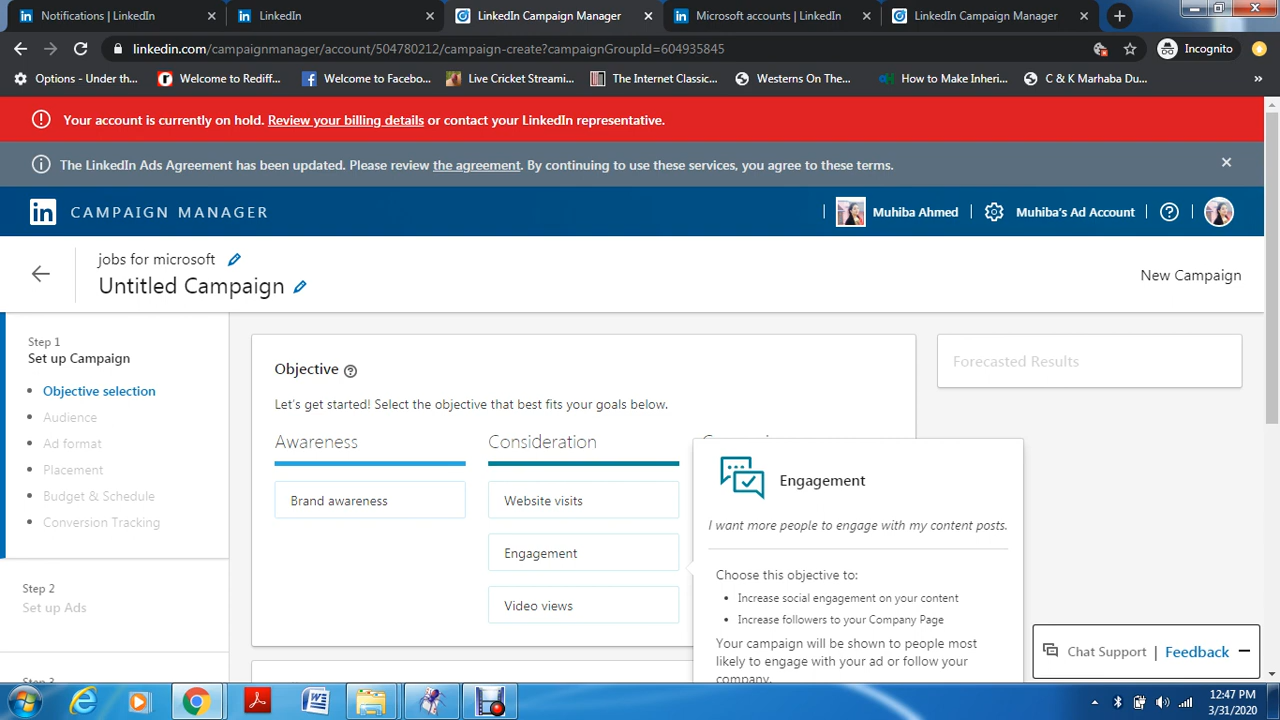 Notifications | LinkedIn
LinkedIn
LinkedIn Campaign Manager
Microsoft accounts | LinkedIn
LinkedIn Campaign Manager
linkedin.com/campaignmanager/account/504780212/campaign-create?campaignGroupId=604935845
Incognito
Options - Under th...
Welcome to Rediff...
Welcome to Facebo...
Live Cricket Streami...
The Internet Classic...
Westerns On The...
How to Make Inheri...
C & K Marhaba Du...
Your account is currently on hold. Review your billing details or contact your LinkedIn representative.
The LinkedIn Ads Agreement has been updated. Please review the agreement. By continuing to use these services, you agree to these terms.
in CAMPAIGN MANAGER
Muhiba Ahmed
Muhiba's Ad Account
jobs for microsoft
Untitled Campaign
New Campaign
Step 1
Set up Campaign
Objective selection
Audience
Ad format
Placement
Budget & Schedule
Conversion Tracking
Step 2
Set up Ads
Objective
Let's get started! Select the objective that best fits your goals below.
Awareness
Brand awareness
Consideration
Website visits
Engagement
Video views
Engagement
I want more people to engage with my content posts.
Choose this objective to:
Increase social engagement on your content
Increase followers to your Company Page
Your campaign will be shown to people most
likely to engage with your ad or follow your
company.
Forecasted Results
Chat Support | Feedback
12:47 PM
3/31/2020